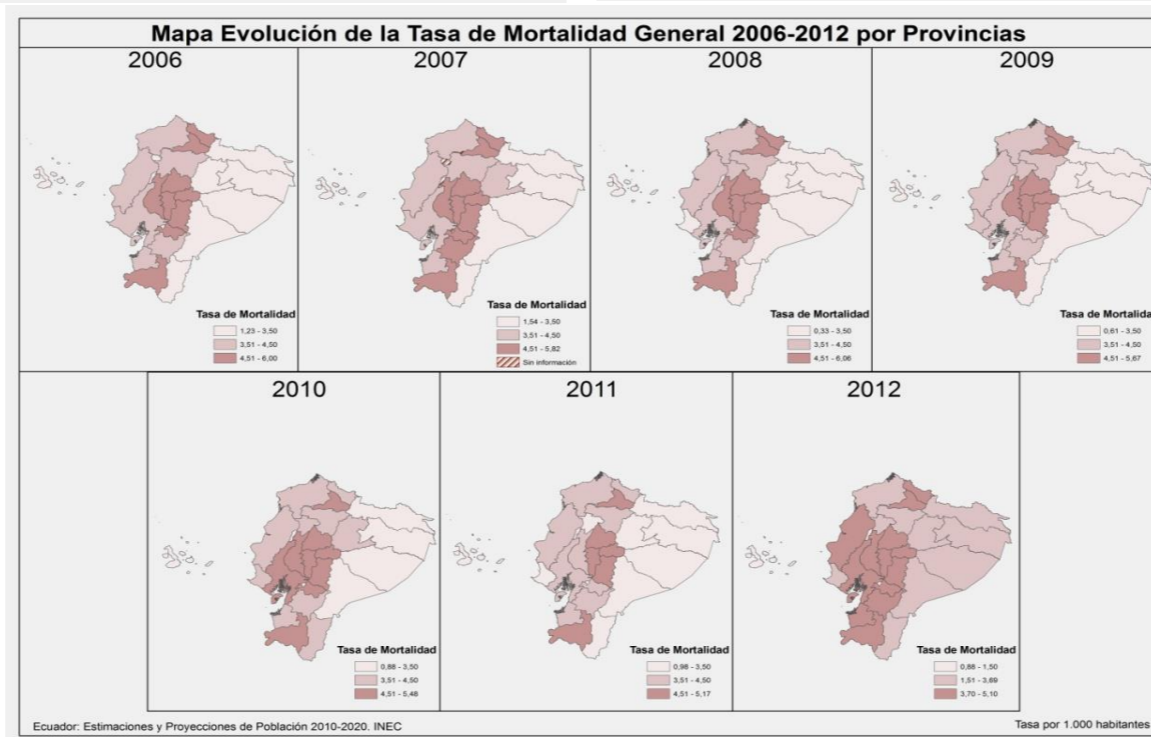 Mapa Evolución de la Tasa de Mortalidad General 2006-2012 por Provincias
2006
2007
2008
2009
Tasa de Mortalidad
1,23 - 3,50
3,51 - 4,50
4,51 - 6,00
Tasa de Mortalidad
1,54 - 3,50
3,51 - 4,50
4,51 - 5,82
Sin información
Tasa de Mortalidad
0,33 - 3,50
3,51 - 4,50
4,51 - 6,06
Tasa de Mortalida
0,61 - 3,50
3,51 - 4,50
4,51 - 5,67
2010
2011
2012
Tasa de Mortalidad
0,88 - 3,50
3,51 - 4,50
4,51 - 5,48
Tasa de Mortalidad
0,98 - 3,50
3,51 - 4,50
4,51 - 5,17
Tasa de Mortalidad
0,88 - 1,50
1,51 - 3,69
3,70 - 5,10
Ecuador: Estimaciones y Proyecciones de Población 2010-2020. INEC
Tasa por 1.000 habitantes